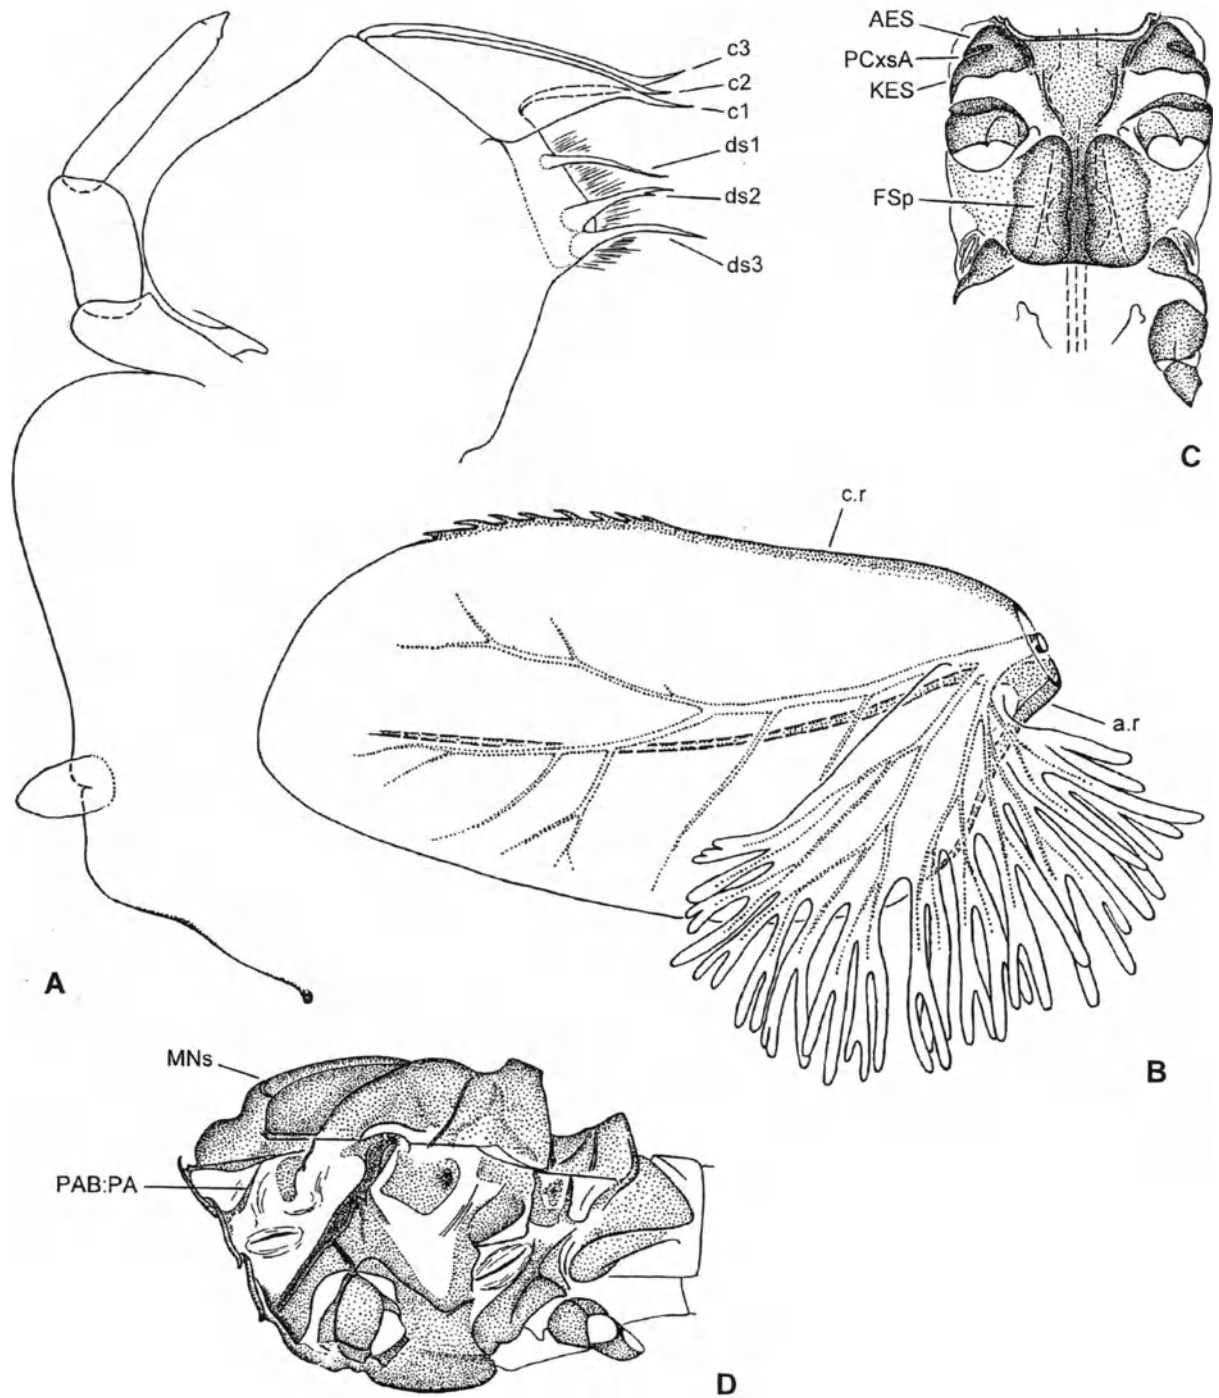 c3
c2
c1
ds1
ds2
ds3
A
AES
PCxsA
KES
FSp
C
c.r
a.r
B
MNs
PAB:PA
D